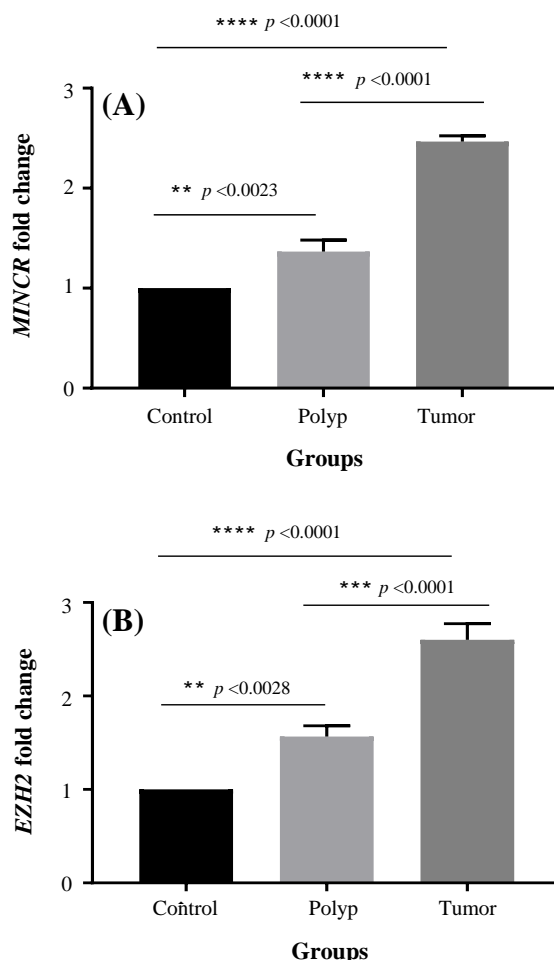 **** p <0.0001
**** p <0.0001
3
(A)
** p <0.0023
2
1
0
MINCR fold change
Control Polyp Tumor
Groups
**** p <0.0001
*** p <0.0001
3
(B)
** p <0.0028
2
1
0
EZH2 fold change
Control Polyp Tumor
Groups